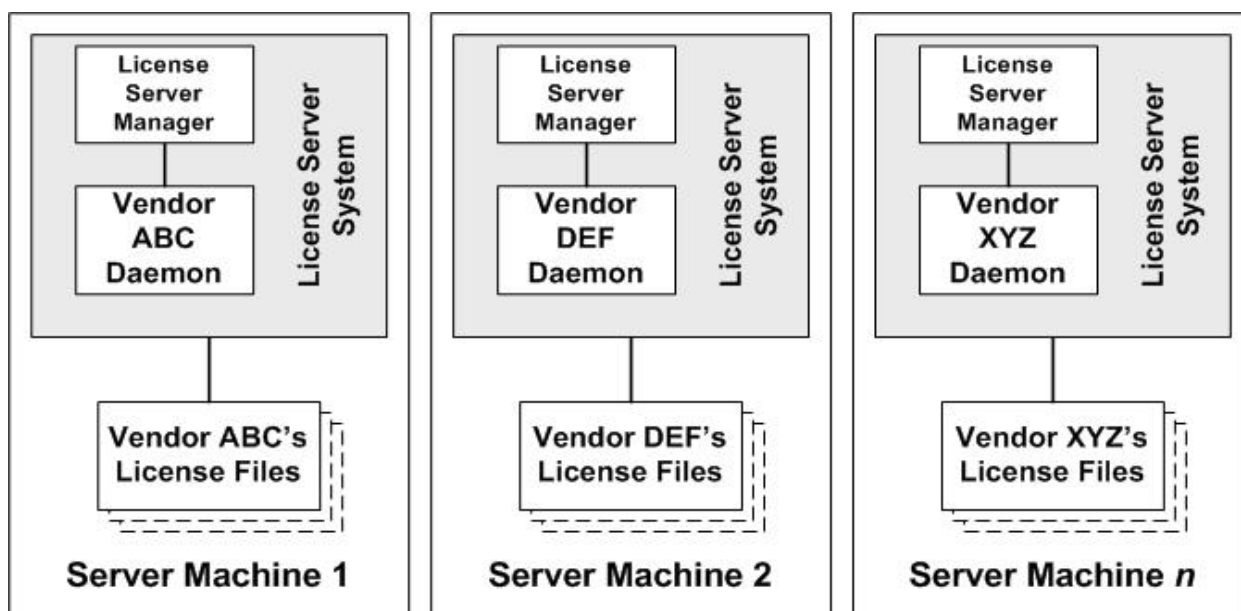 License
Server
Manager
Vendor
ABC
Daemon
License Server
System
Vendor ABC's
License Files
Server Machine 1
License
Server
Manager
Vendor
DEF
Daemon
License Server
System
Vendor DEF's
License Files
Server Machine 2
License
Server
Manager
Vendor
XYZ
Daemon
License Server
System
Vendor XYZ's
License Files
Server Machine n